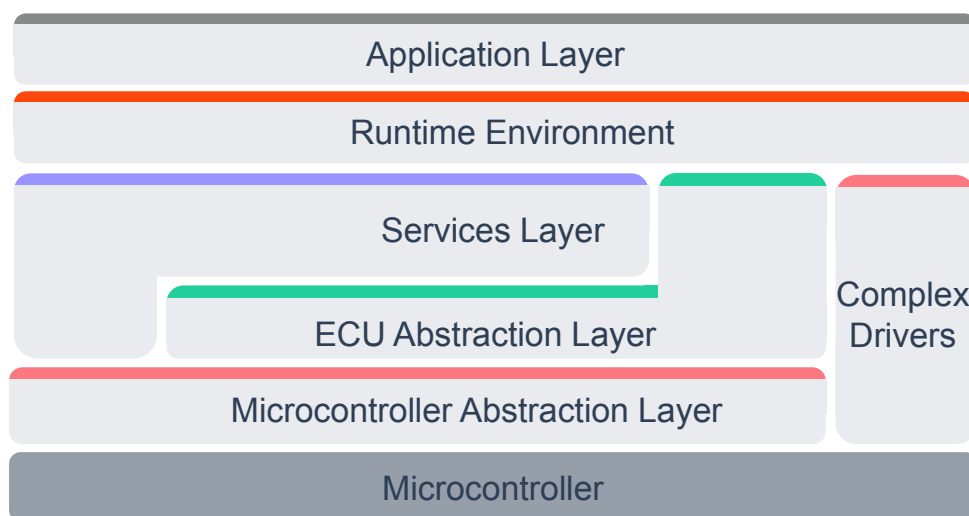 Application Layer
Runtime Environment
Services Layer
Complex
Drivers
ECU Abstraction Layer
Microcontroller Abstraction Layer
Microcontroller